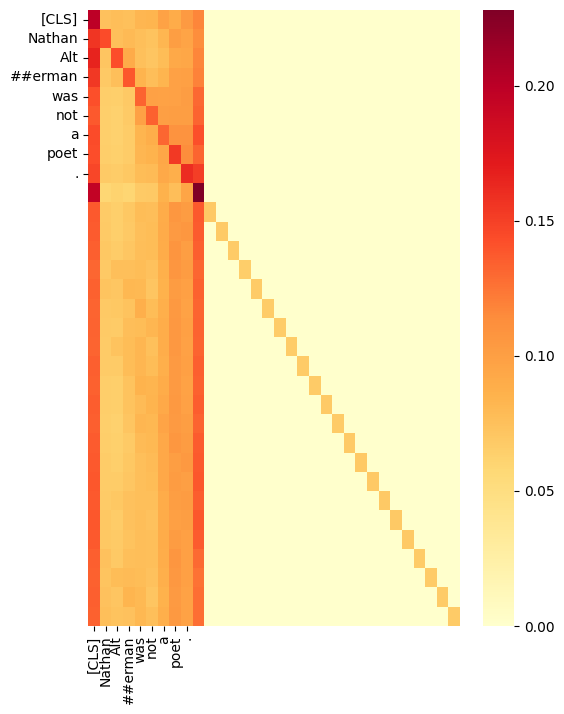 [CLS]
Nathan
Alt
##erman
was
not
a
poet
.
0.20
0.15
0.10
0.05
0.00
[CLS]
Nathan
Alt
##erman
was
not
a
poet
.